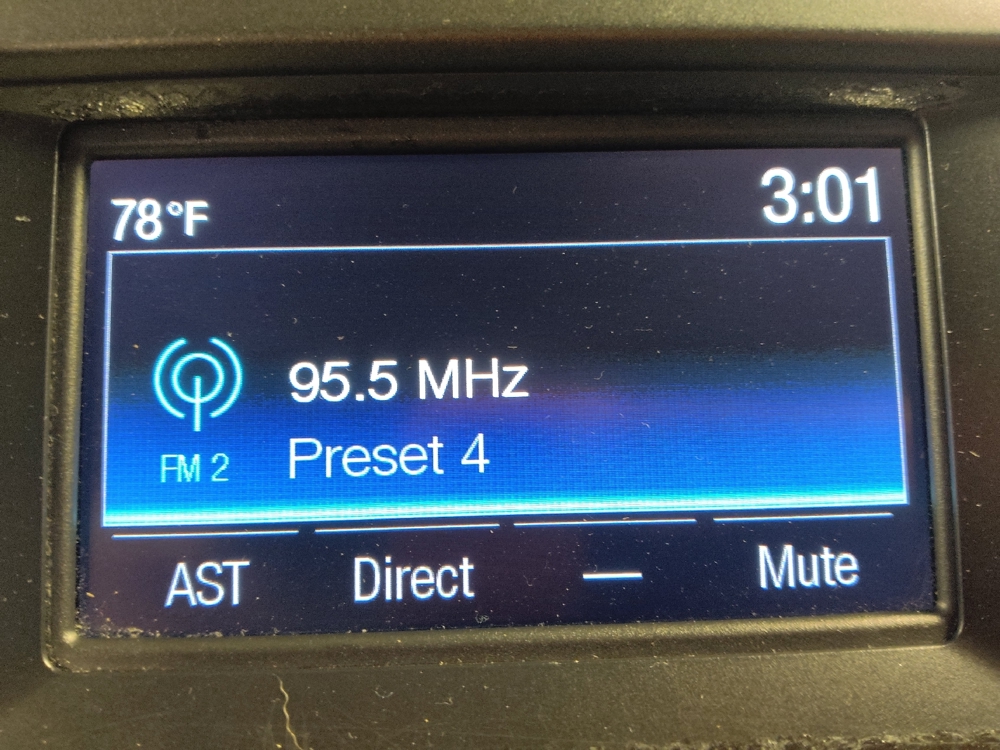 78°F 3:01
95.5 MHz
FM 2 Preset 4
AST Direct — Mute